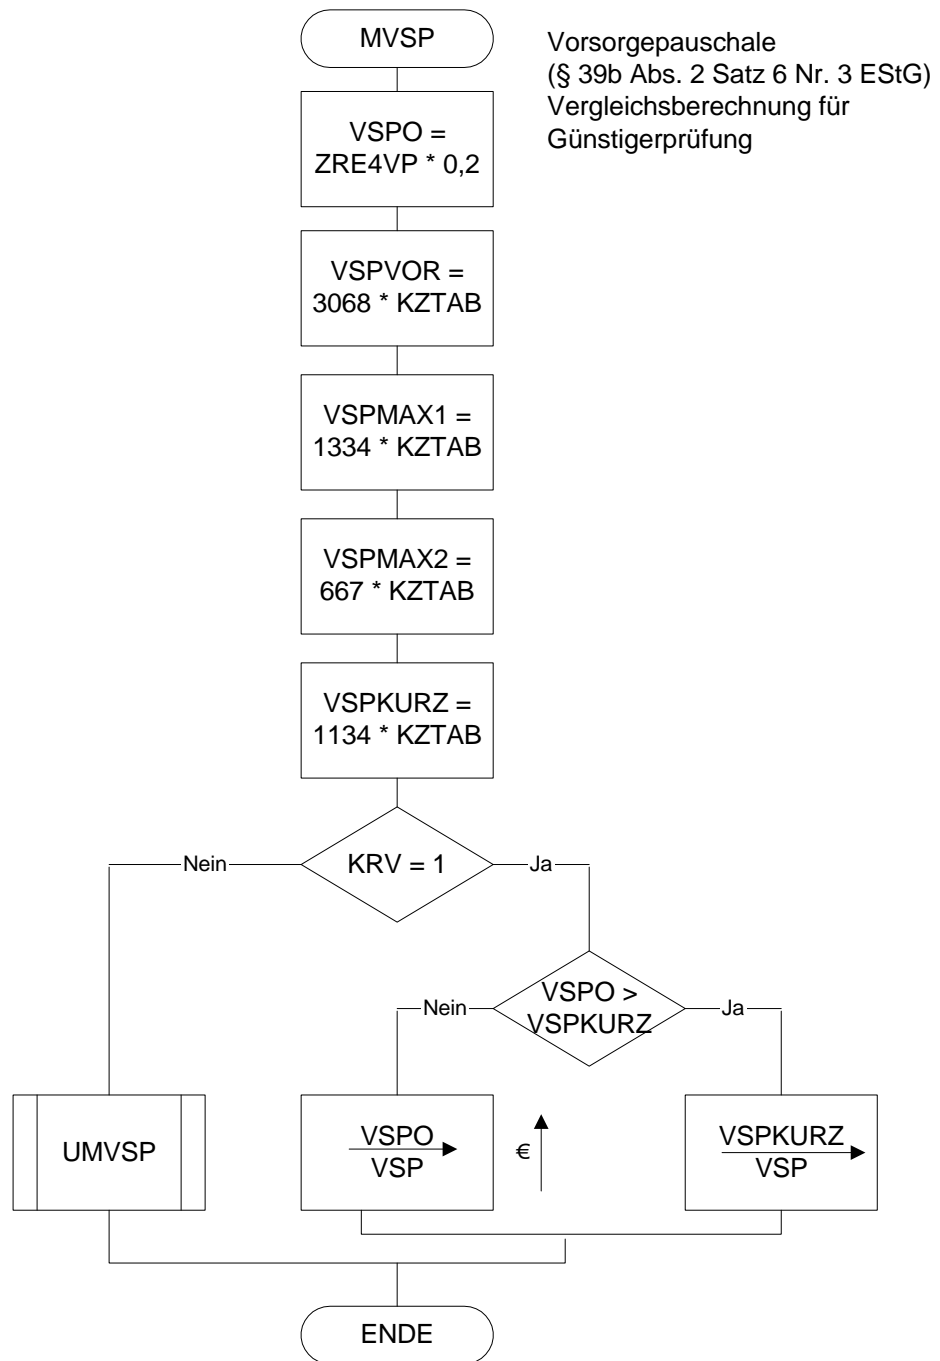 MVSP
Vorsorgepauschale
(§ 39b Abs. 2 Satz 6 Nr. 3 EStG)
Vergleichsberechnung für
Günstigerprüfung
VSPO =
ZRE4VP * 0,2
VSPVOR =
3068 * KZTAB
VSPMAX1 =
1334 * KZTAB
VSPMAX2 =
667 * KZTAB
VSPKURZ =
1134 * KZTAB
Nein
KRV = 1
Ja
Nein
VSPO >
VSPKURZ
Ja
UMVSP
VSPO
VSP
€
VSPKURZ
VSP
ENDE